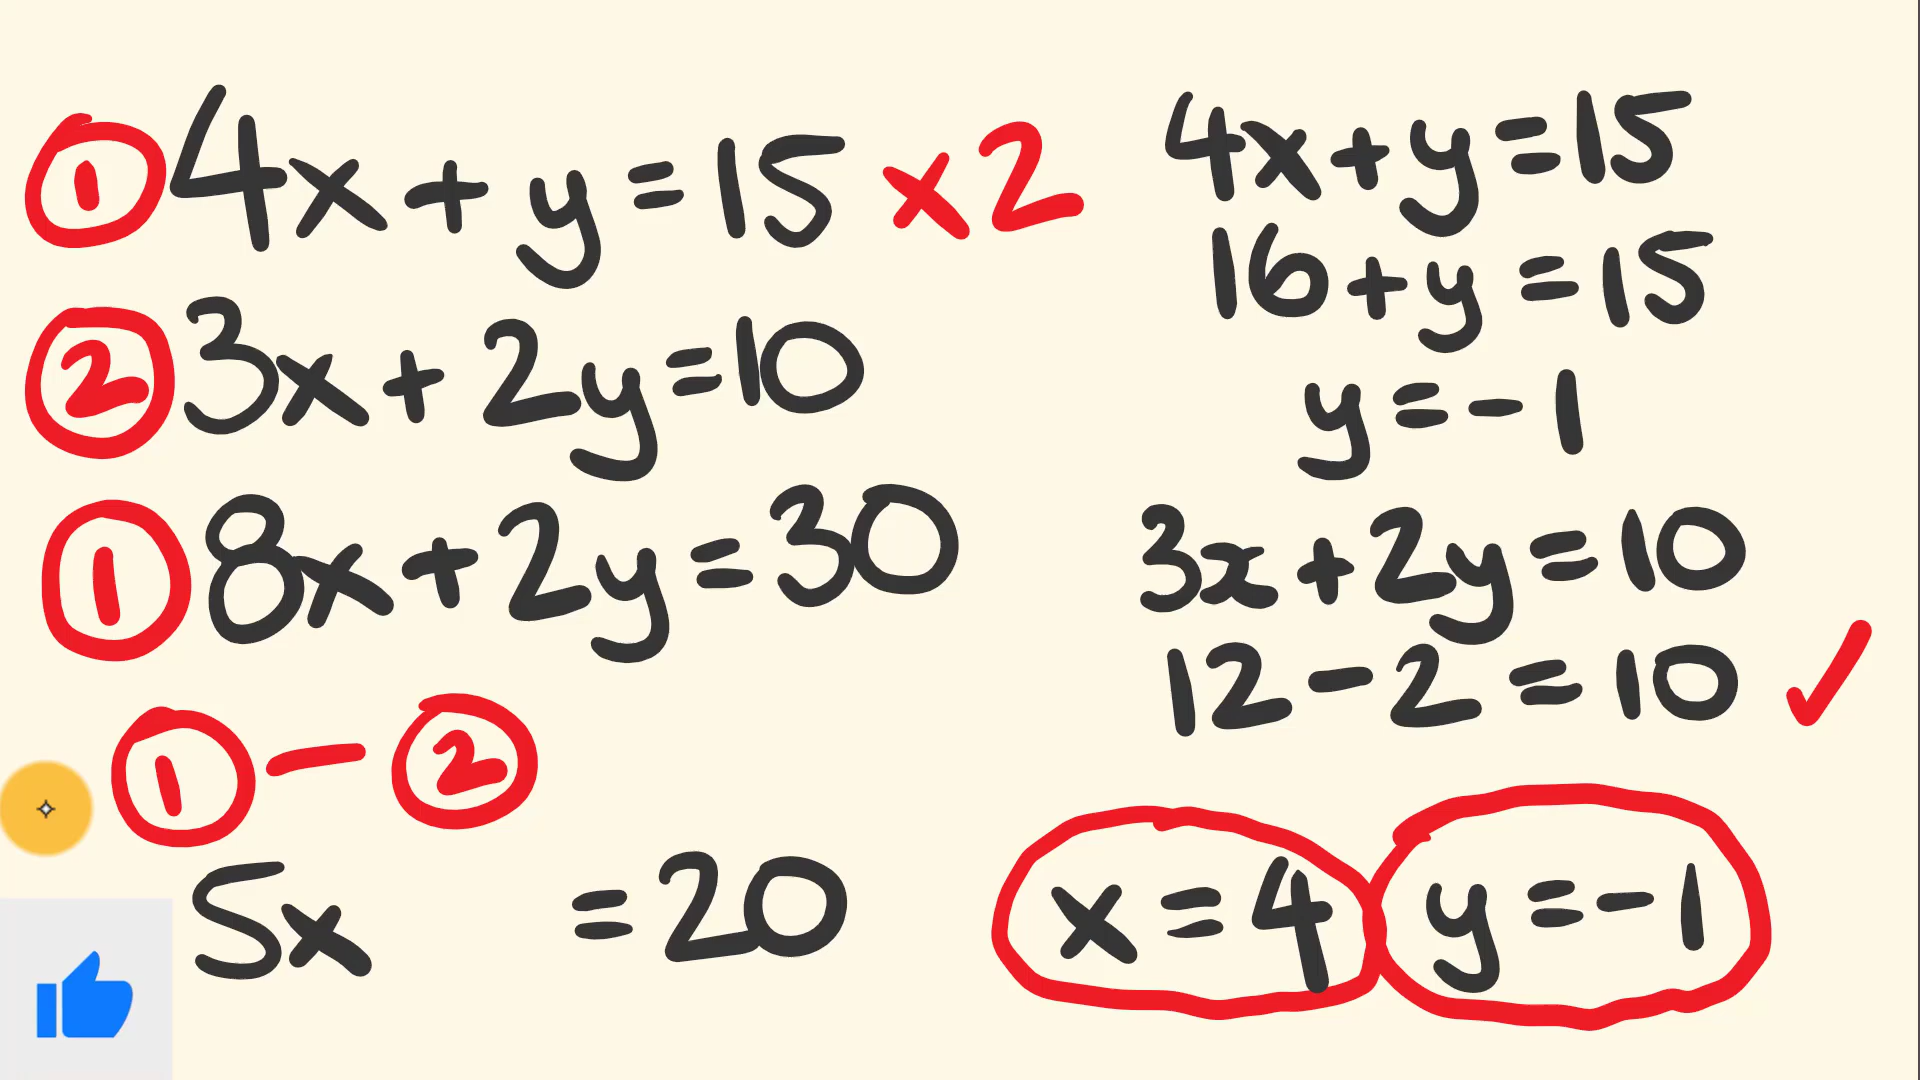 ① 4x + y = 15 ×2
② 3x + 2y = 10
① 8x + 2y = 30
① − ②
5x = 20
4x + y = 15
16 + y = 15
y = −1
3x + 2y = 10
12 − 2 = 10 ✓
x = 4 y = −1